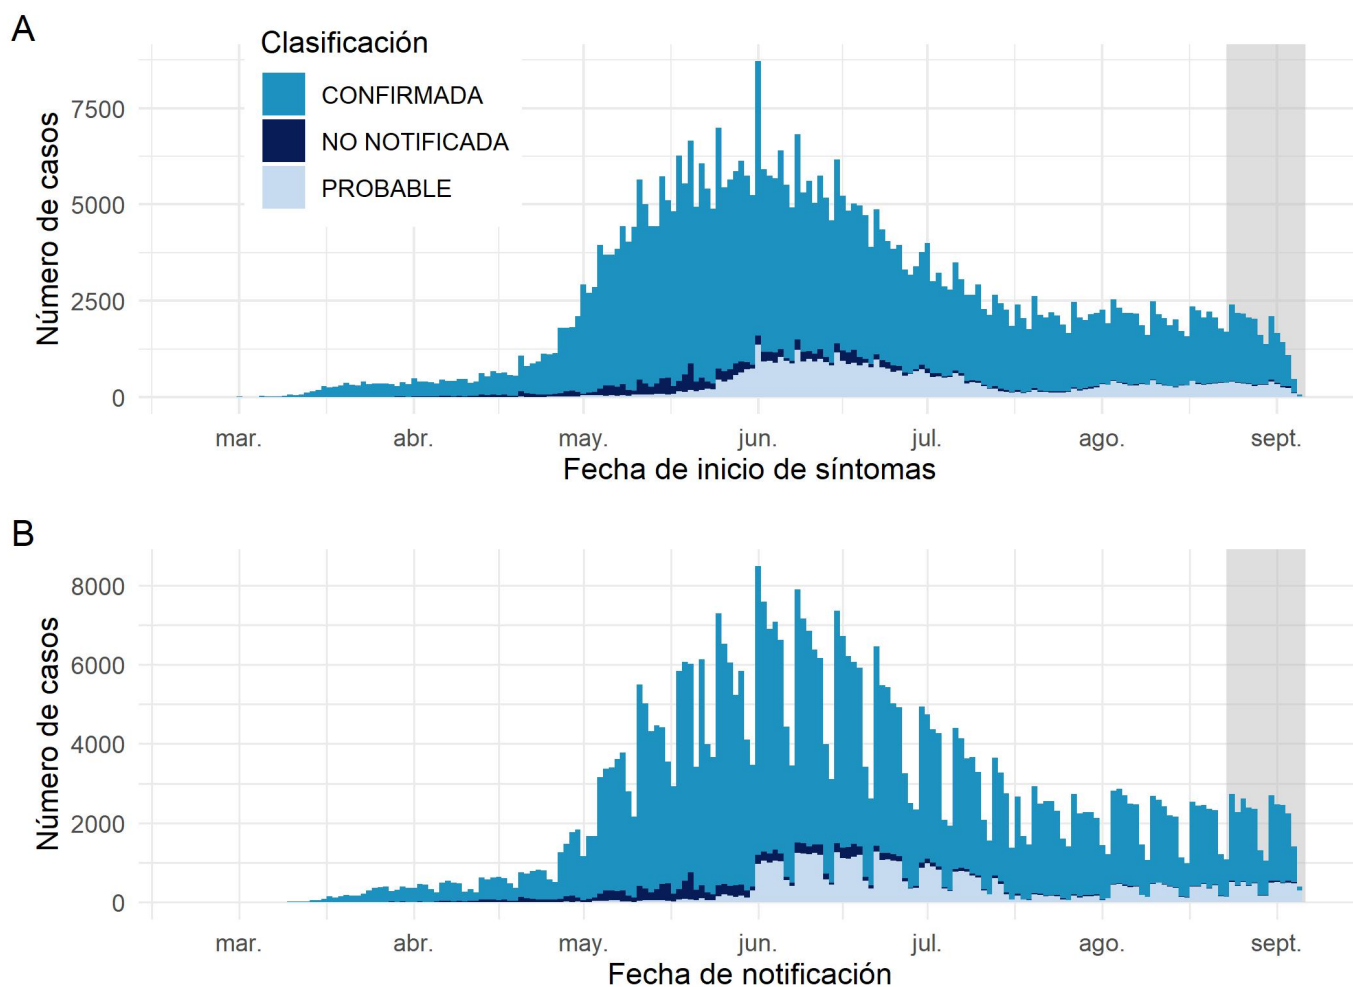 A
Clasificación
CONFIRMADA
NO NOTIFICADA
PROBABLE
Número de casos
7500
5000
2500
0
mar.
abr.
may.
jun.
jul.
ago.
sept.
Fecha de inicio de síntomas
B
Número de casos
8000
6000
4000
2000
0
mar.
abr.
may.
jun.
jul.
ago.
sept.
Fecha de notificación